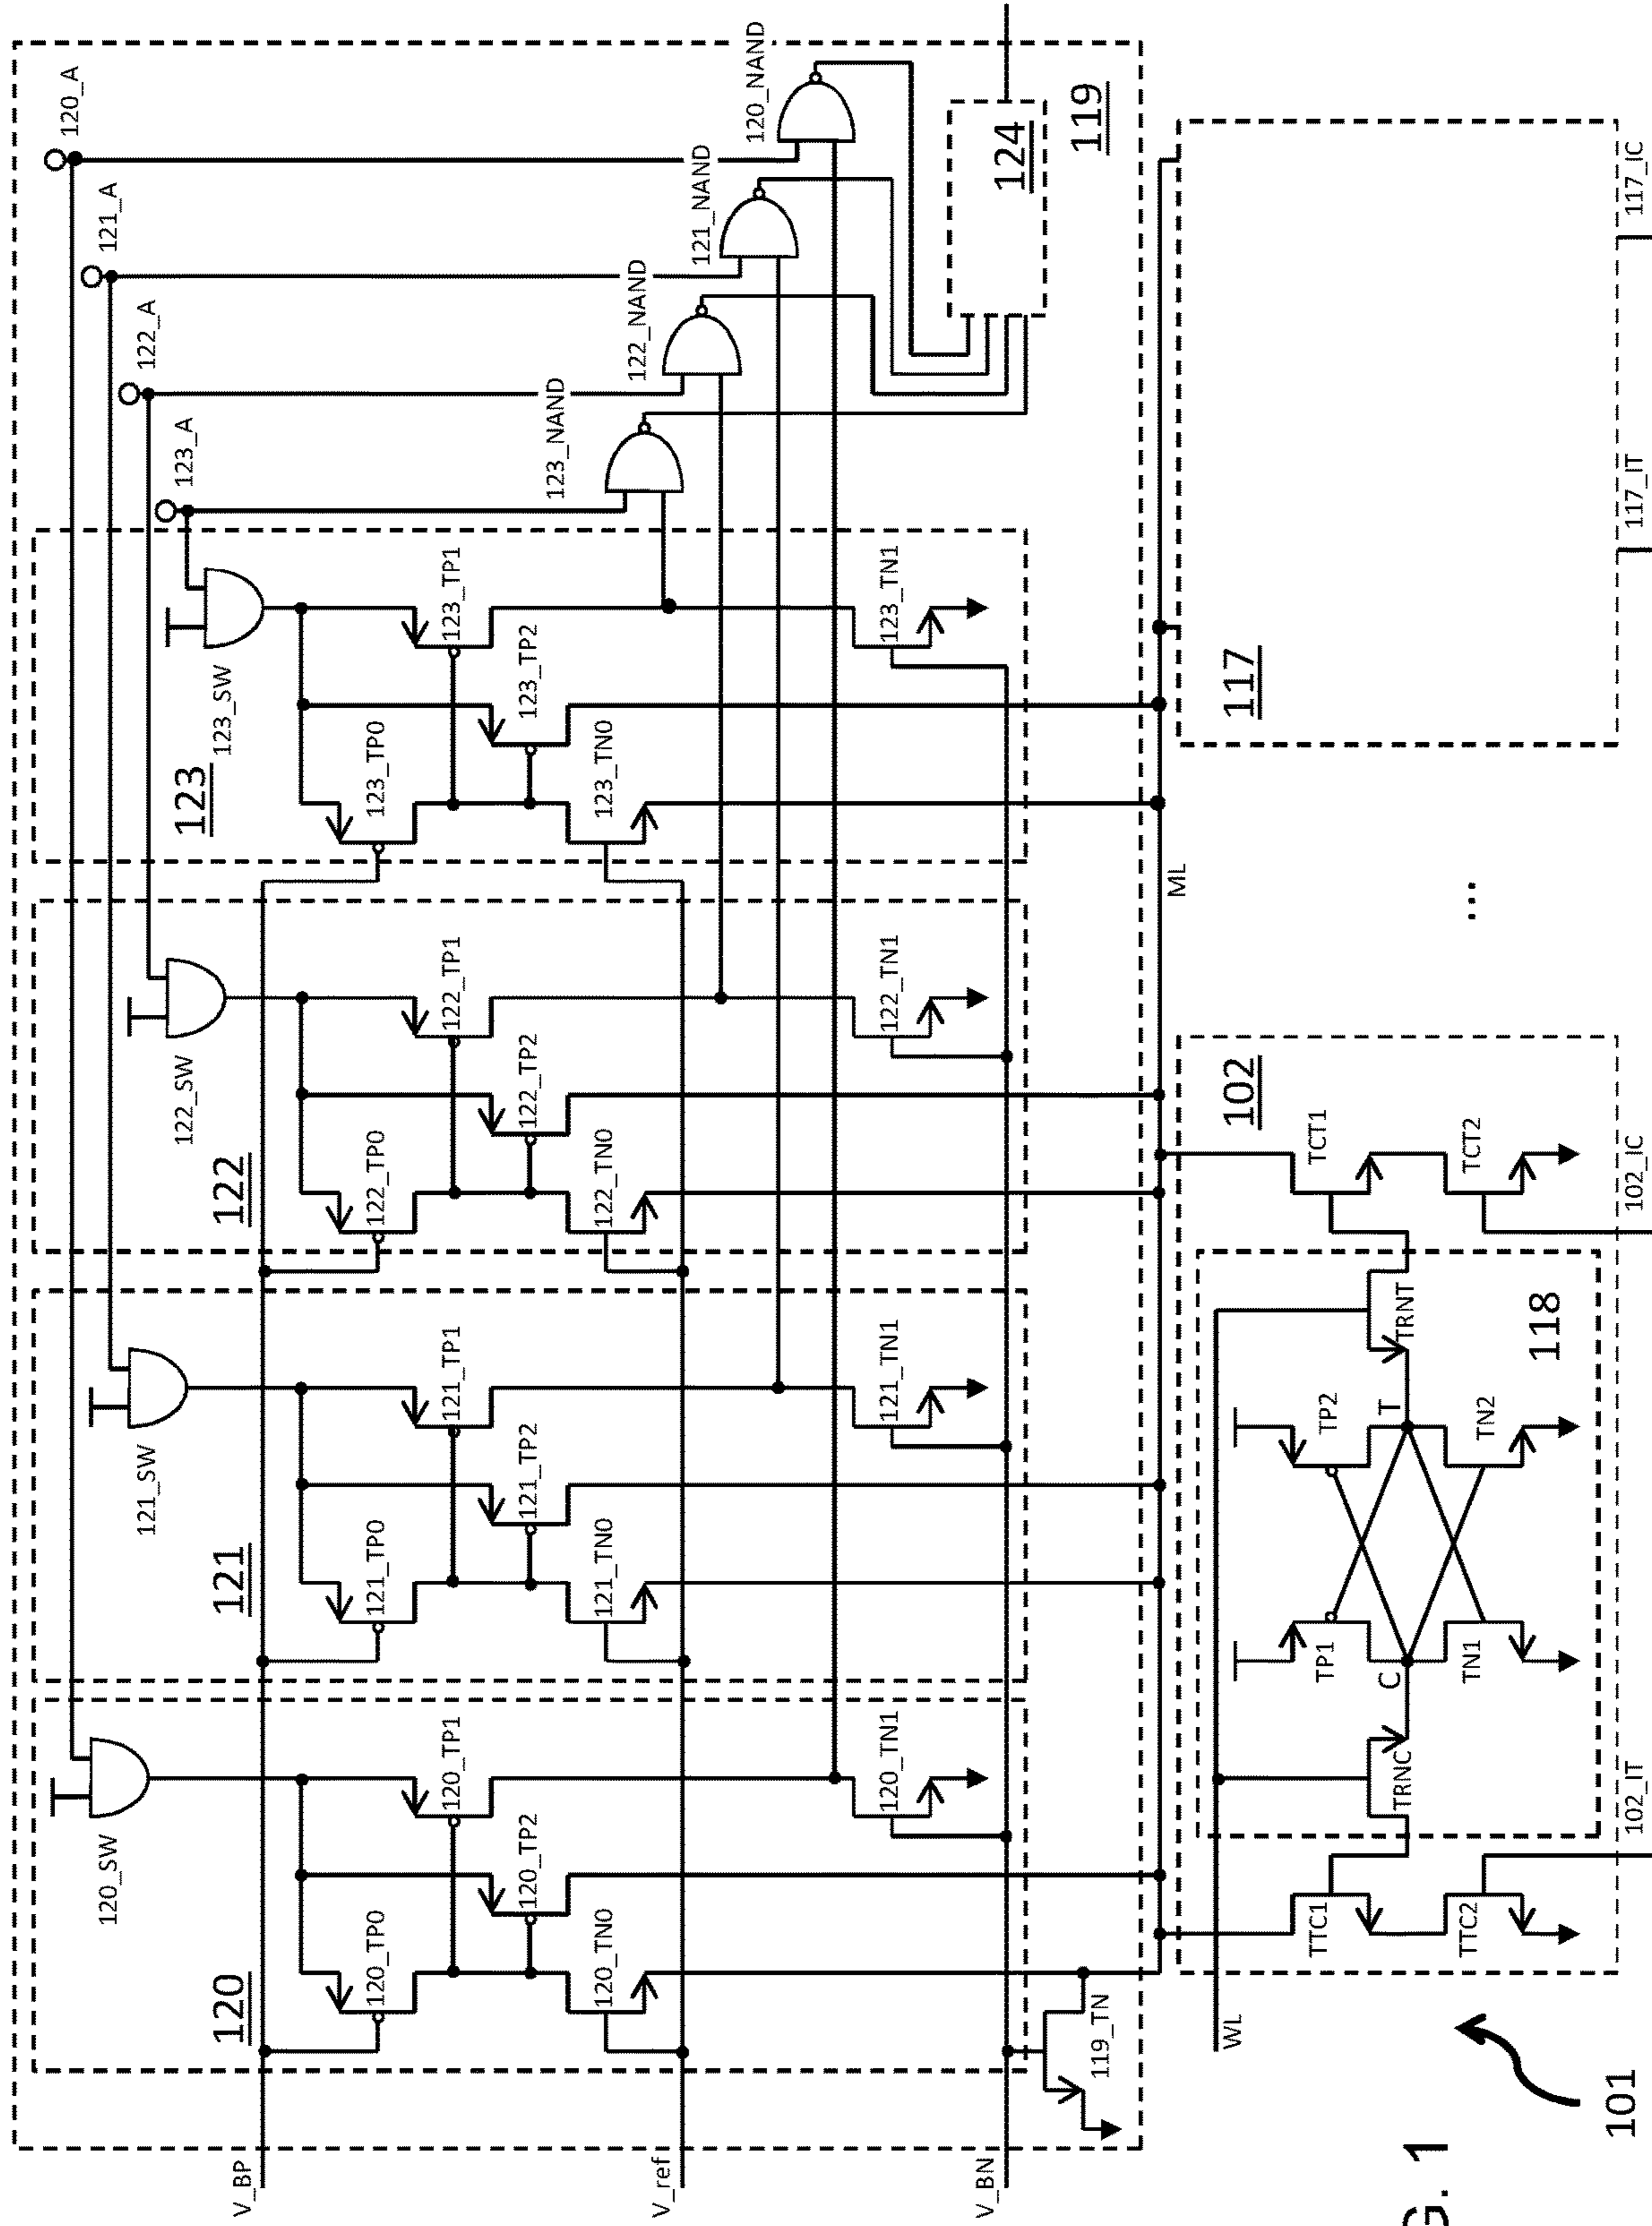 120_A
121_A
122_A
123_A
120_SW
121_SW
122_SW
123_SW
120
121
122
123
V_BP
120_TP0
120_TP1
120_TP2
120_TN0
120_TN1
121_TP0
121_TP1
121_TP2
121_TN0
121_TN1
122_TP0
122_TP1
122_TP2
122_TN0
122_TN1
123_TP0
123_TP1
123_TP2
123_TN0
123_TN1
123_NAND
122_NAND
121_NAND
120_NAND
V_ref
V_BN
119_TN
124
119
ML
WL
102
117
TTC1
TTC2
TRNC
C
TP1
TN1
TP2
T
TN2
TRNT
118
TCT1
TCT2
...
102_IT
102_IC
117_IT
117_IC
101
G. 1